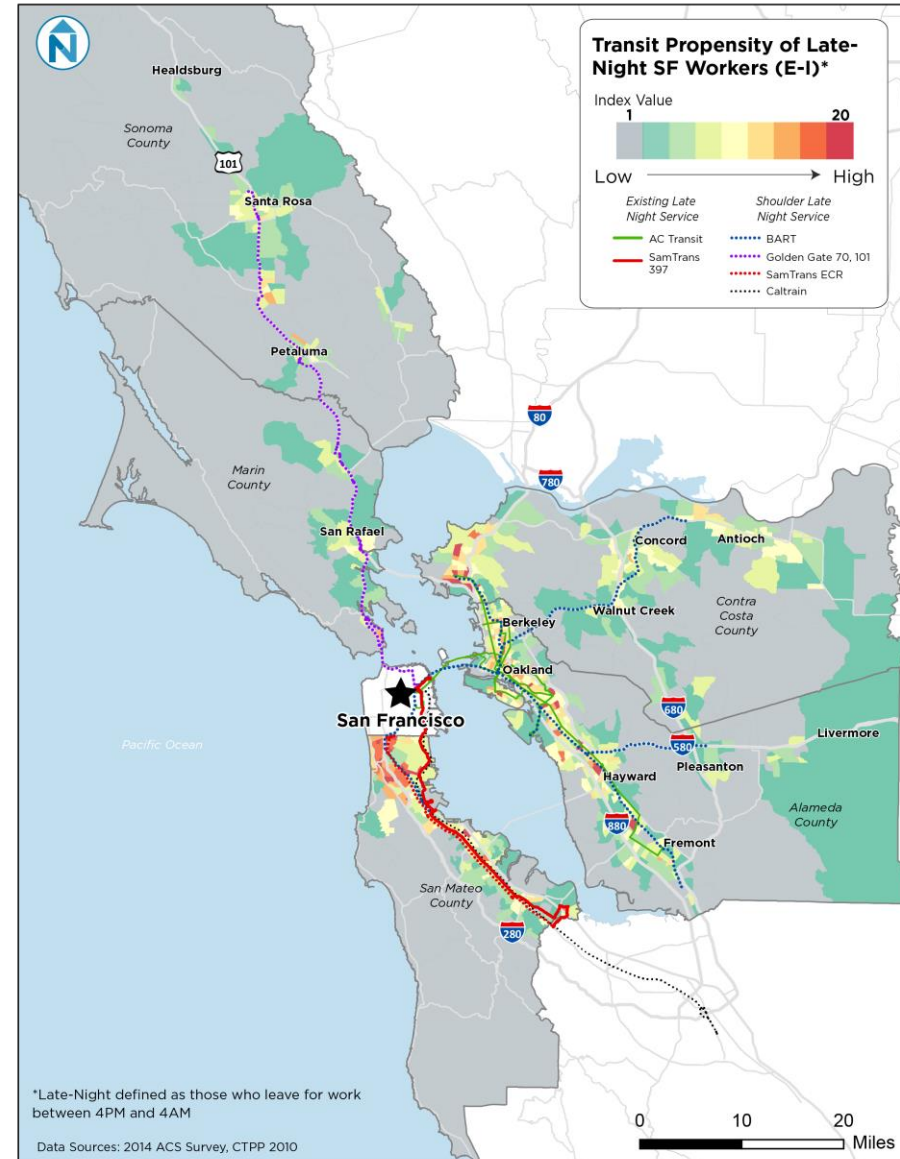 N
Transit Propensity of Late-
Night SF Workers (E-I)*
Index Value
1 20
Low High
Existing Late
Night Service
AC Transit
SamTrans
397
Shoulder Late
Night Service
BART
Golden Gate 70, 101
SamTrans ECR
Caltrain
Healdsburg
Sonoma
County
101
Santa Rosa
Petaluma
80
Marin
County
780
San Rafael
Concord
Antioch
Walnut Creek
Contra
Costa
County
Berkeley
Oakland
San Francisco
680
580
Livermore
Pacific Ocean
Hayward
Pleasanton
Alameda
County
880
Fremont
San Mateo
County
280
*Late-Night defined as those who leave for work
between 4PM and 4AM
Data Sources: 2014 ACS Survey, CTPP 2010
0 10 20
Miles